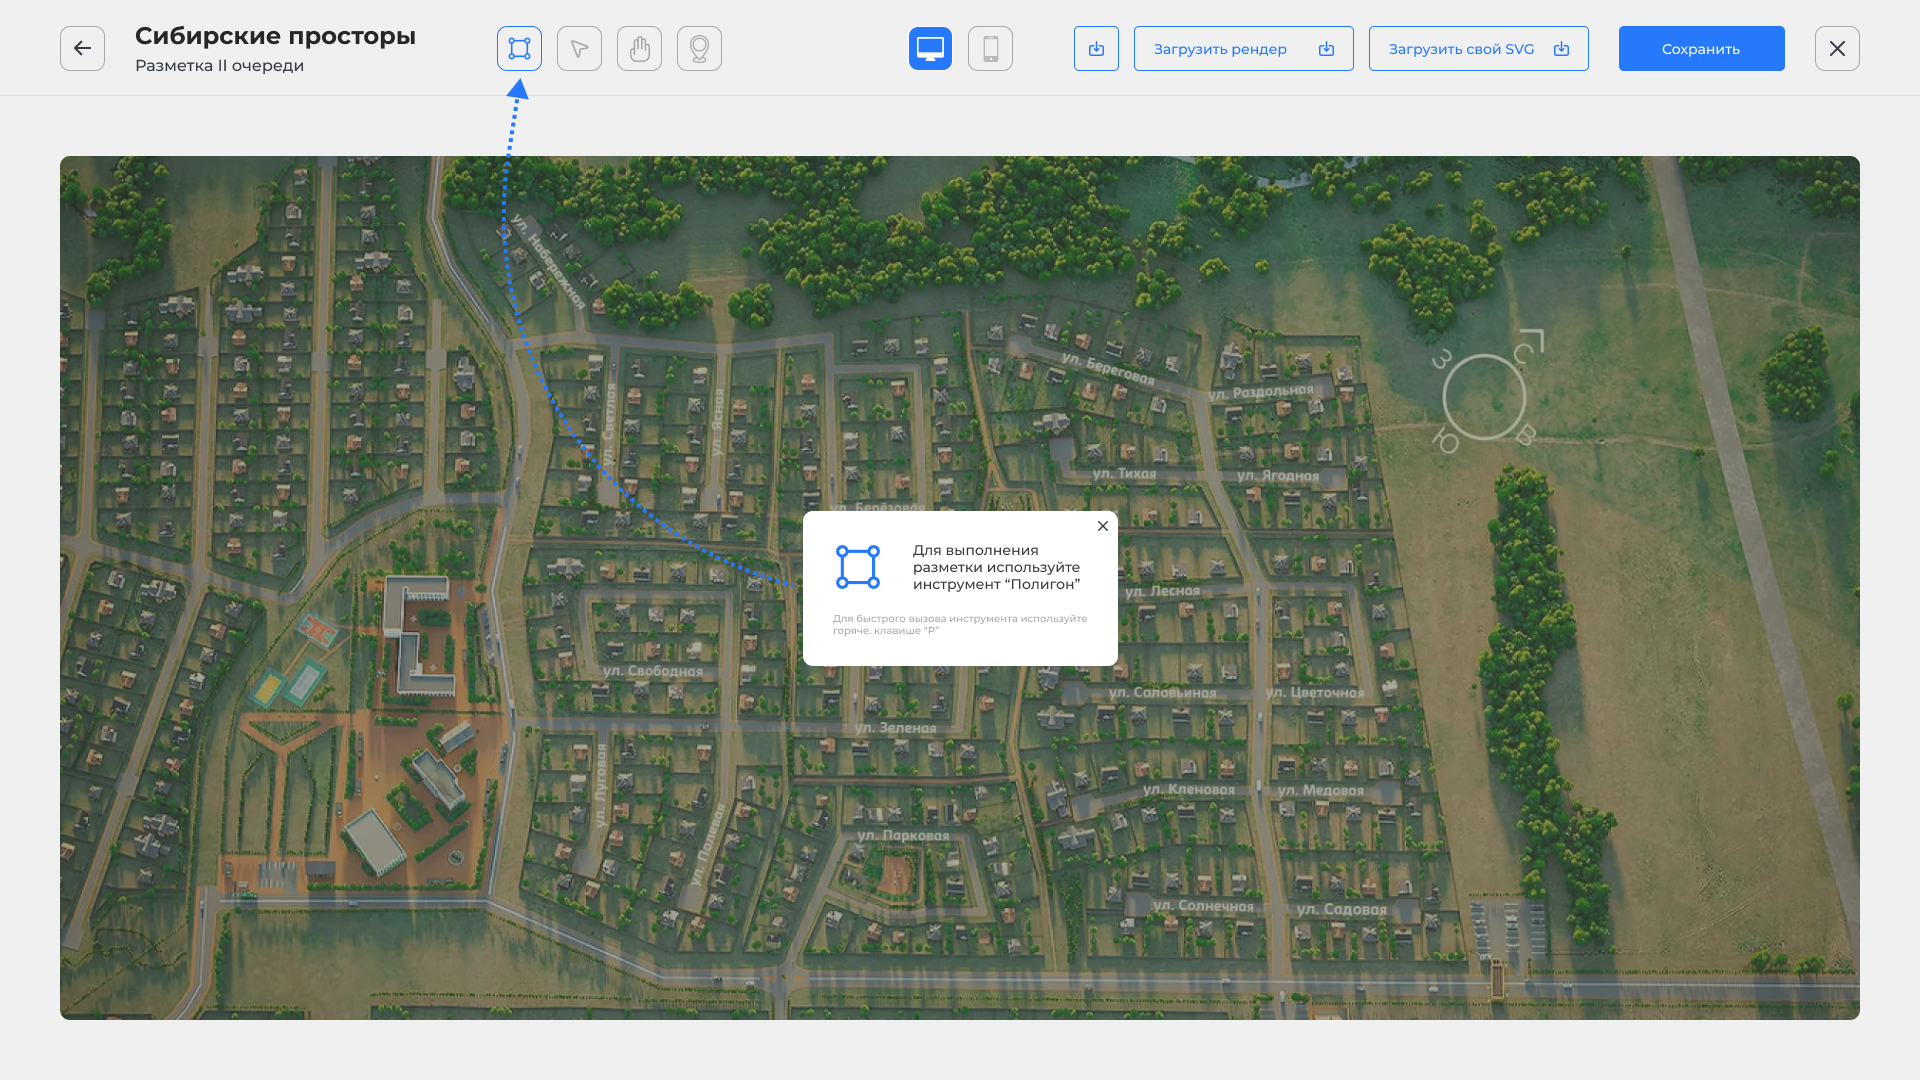 Сибирские просторы
Разметка II очереди
Загрузить рендер
Загрузить свой SVG
Сохранить
ул. Набережная
ул. Светлая
ул. Ясная
ул. Береговая
ул. Раздольная
З
С
Ю
В
ул. Тихая
ул. Ягодная
ул. Берёзовая
Для выполнения
разметки используйте
инструмент “Полигон”
Для быстрого вызова инструмента используйте
горяче. клавише “P”
ул. Лесная
ул. Свободная
ул. Соловьиная
ул. Цветочная
ул. Зеленая
ул. Луговая
ул. Полевая
ул. Кленовая
ул. Медовая
ул. Парковая
ул. Солнечная
ул. Садовая